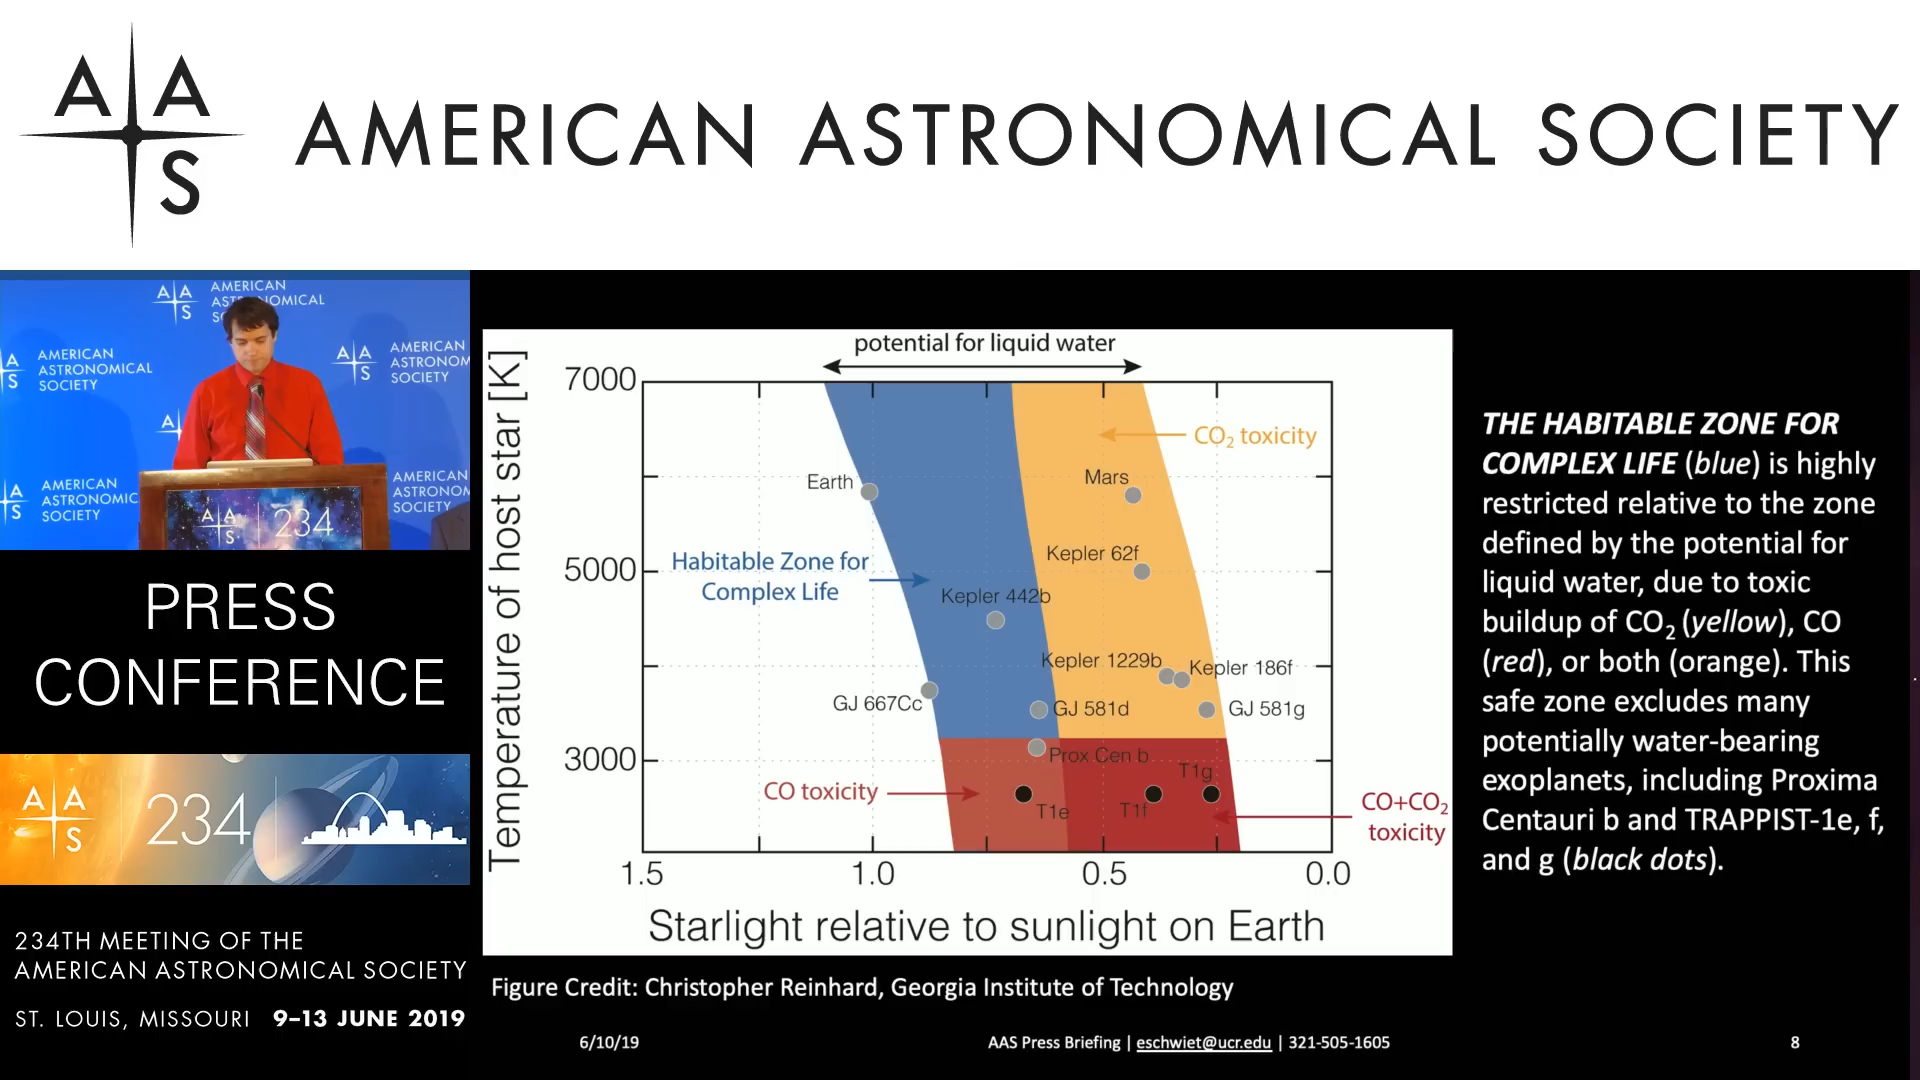 A A
S
AMERICAN ASTRONOMICAL SOCIETY
A A
S
AMERICAN
ASTRONOMICAL
A
S
AMERICAN
ASTRONOMICAL
SOCIETY
A A
S
AMERICAN
ASTRONOM
SOCIETY
A
S
AMERICAN
ASTRONOMIC
SOCIETY
AMERICAN
ASTRONOM
SOCIETY
A A
S
234
PRESS
CONFERENCE
A A
S
234
234TH MEETING OF THE
AMERICAN ASTRONOMICAL SOCIETY
ST. LOUIS, MISSOURI 9–13 JUNE 2019
potential for liquid water
Temperature of host star [K]
7000
5000
3000
CO2 toxicity
Earth
Mars
Habitable Zone for
Complex Life
Kepler 62f
Kepler 442b
Kepler 1229b
Kepler 186f
GJ 667Cc
GJ 581d
GJ 581g
Prox Cen b
T1g
CO toxicity
T1e
T1f
CO+CO2
toxicity
1.5 1.0 0.5 0.0
Starlight relative to sunlight on Earth
THE HABITABLE ZONE FOR
COMPLEX LIFE (blue) is highly
restricted relative to the zone
defined by the potential for
liquid water, due to toxic
buildup of CO2 (yellow), CO
(red), or both (orange). This
safe zone excludes many
potentially water-bearing
exoplanets, including Proxima
Centauri b and TRAPPIST-1e, f,
and g (black dots).
Figure Credit: Christopher Reinhard, Georgia Institute of Technology
6/10/19
AAS Press Briefing | eschwiet@ucr.edu | 321-505-1605
8